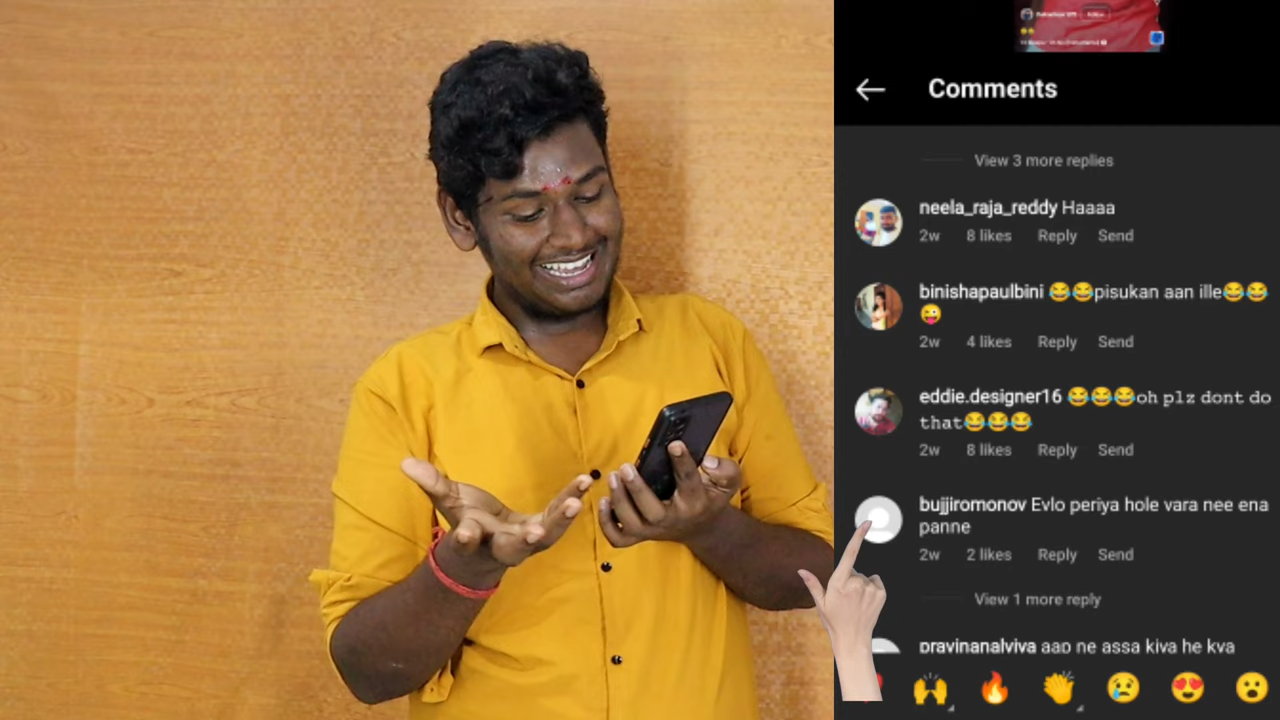 Comments
View 3 more replies
neela_raja_reddy Haaaa
2w 8 likes Reply Send
binishapaulbini 😂😂pisukan aan ille😂😂
😜
2w 4 likes Reply Send
eddie.designer16 😂😂😂oh plz dont do
that😂😂😂
2w 8 likes Reply Send
bujjiromonov Evlo periya hole vara nee ena
panne
2w 2 likes Reply Send
View 1 more reply
pravinanalviva aap ne assa kiva he kva